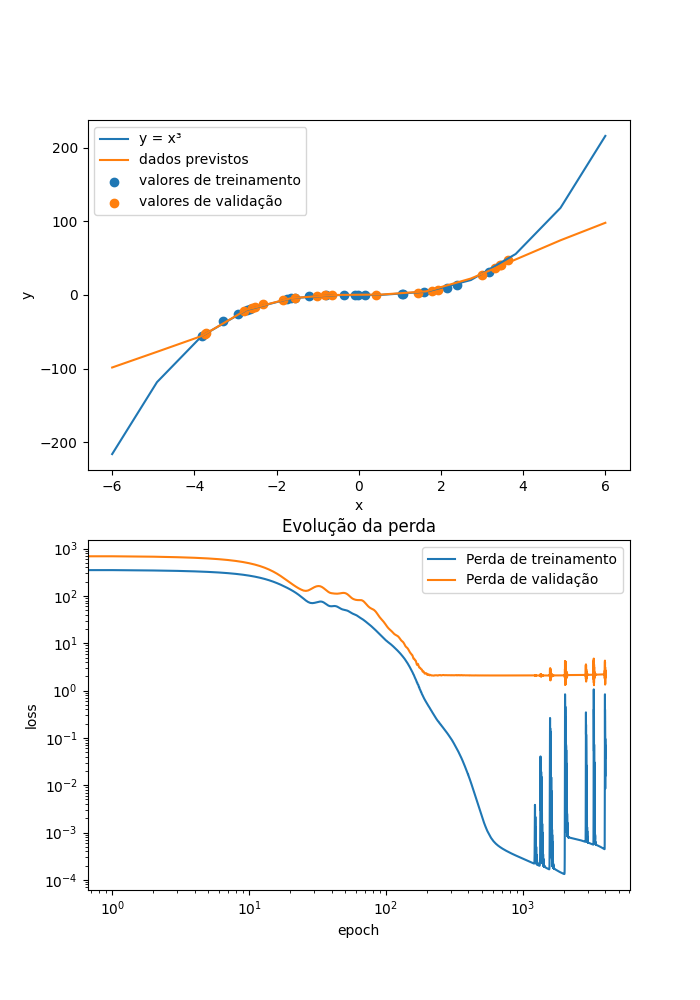 y = x³
dados previstos
valores de treinamento
valores de validação
200
100
0
−100
−200
y
−6 −4 −2 0 2 4 6
x
Evolução da perda
Perda de treinamento
Perda de validação
10³
10²
10¹
10⁰
10⁻¹
10⁻²
10⁻³
10⁻⁴
loss
10⁰ 10¹ 10² 10³
epoch